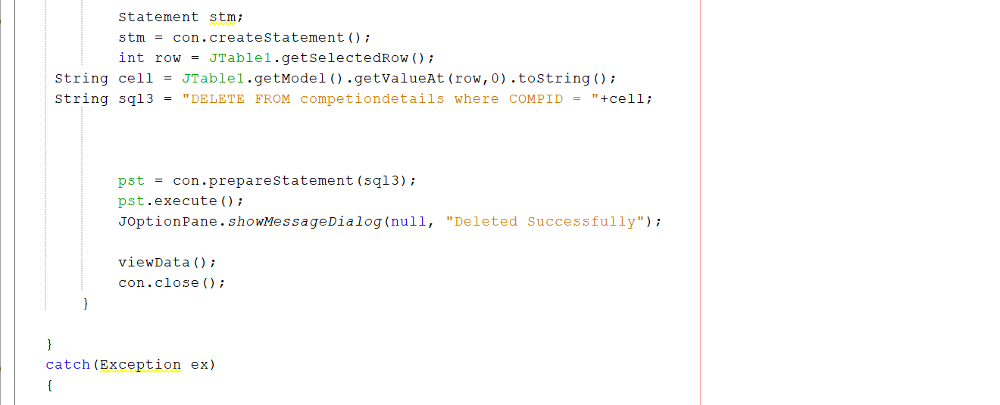 Statement stm;
stm = con.createStatement();
int row = JTable1.getSelectedRow();
String cell = JTable1.getModel().getValueAt(row,0).toString();
String sql3 = "DELETE FROM competiondetails where COMPID = "+cell;
pst = con.prepareStatement(sql3);
pst.execute();
JOptionPane.showMessageDialog(null, "Deleted Successfully");
viewData();
con.close();
}
}
catch(Exception ex)
{